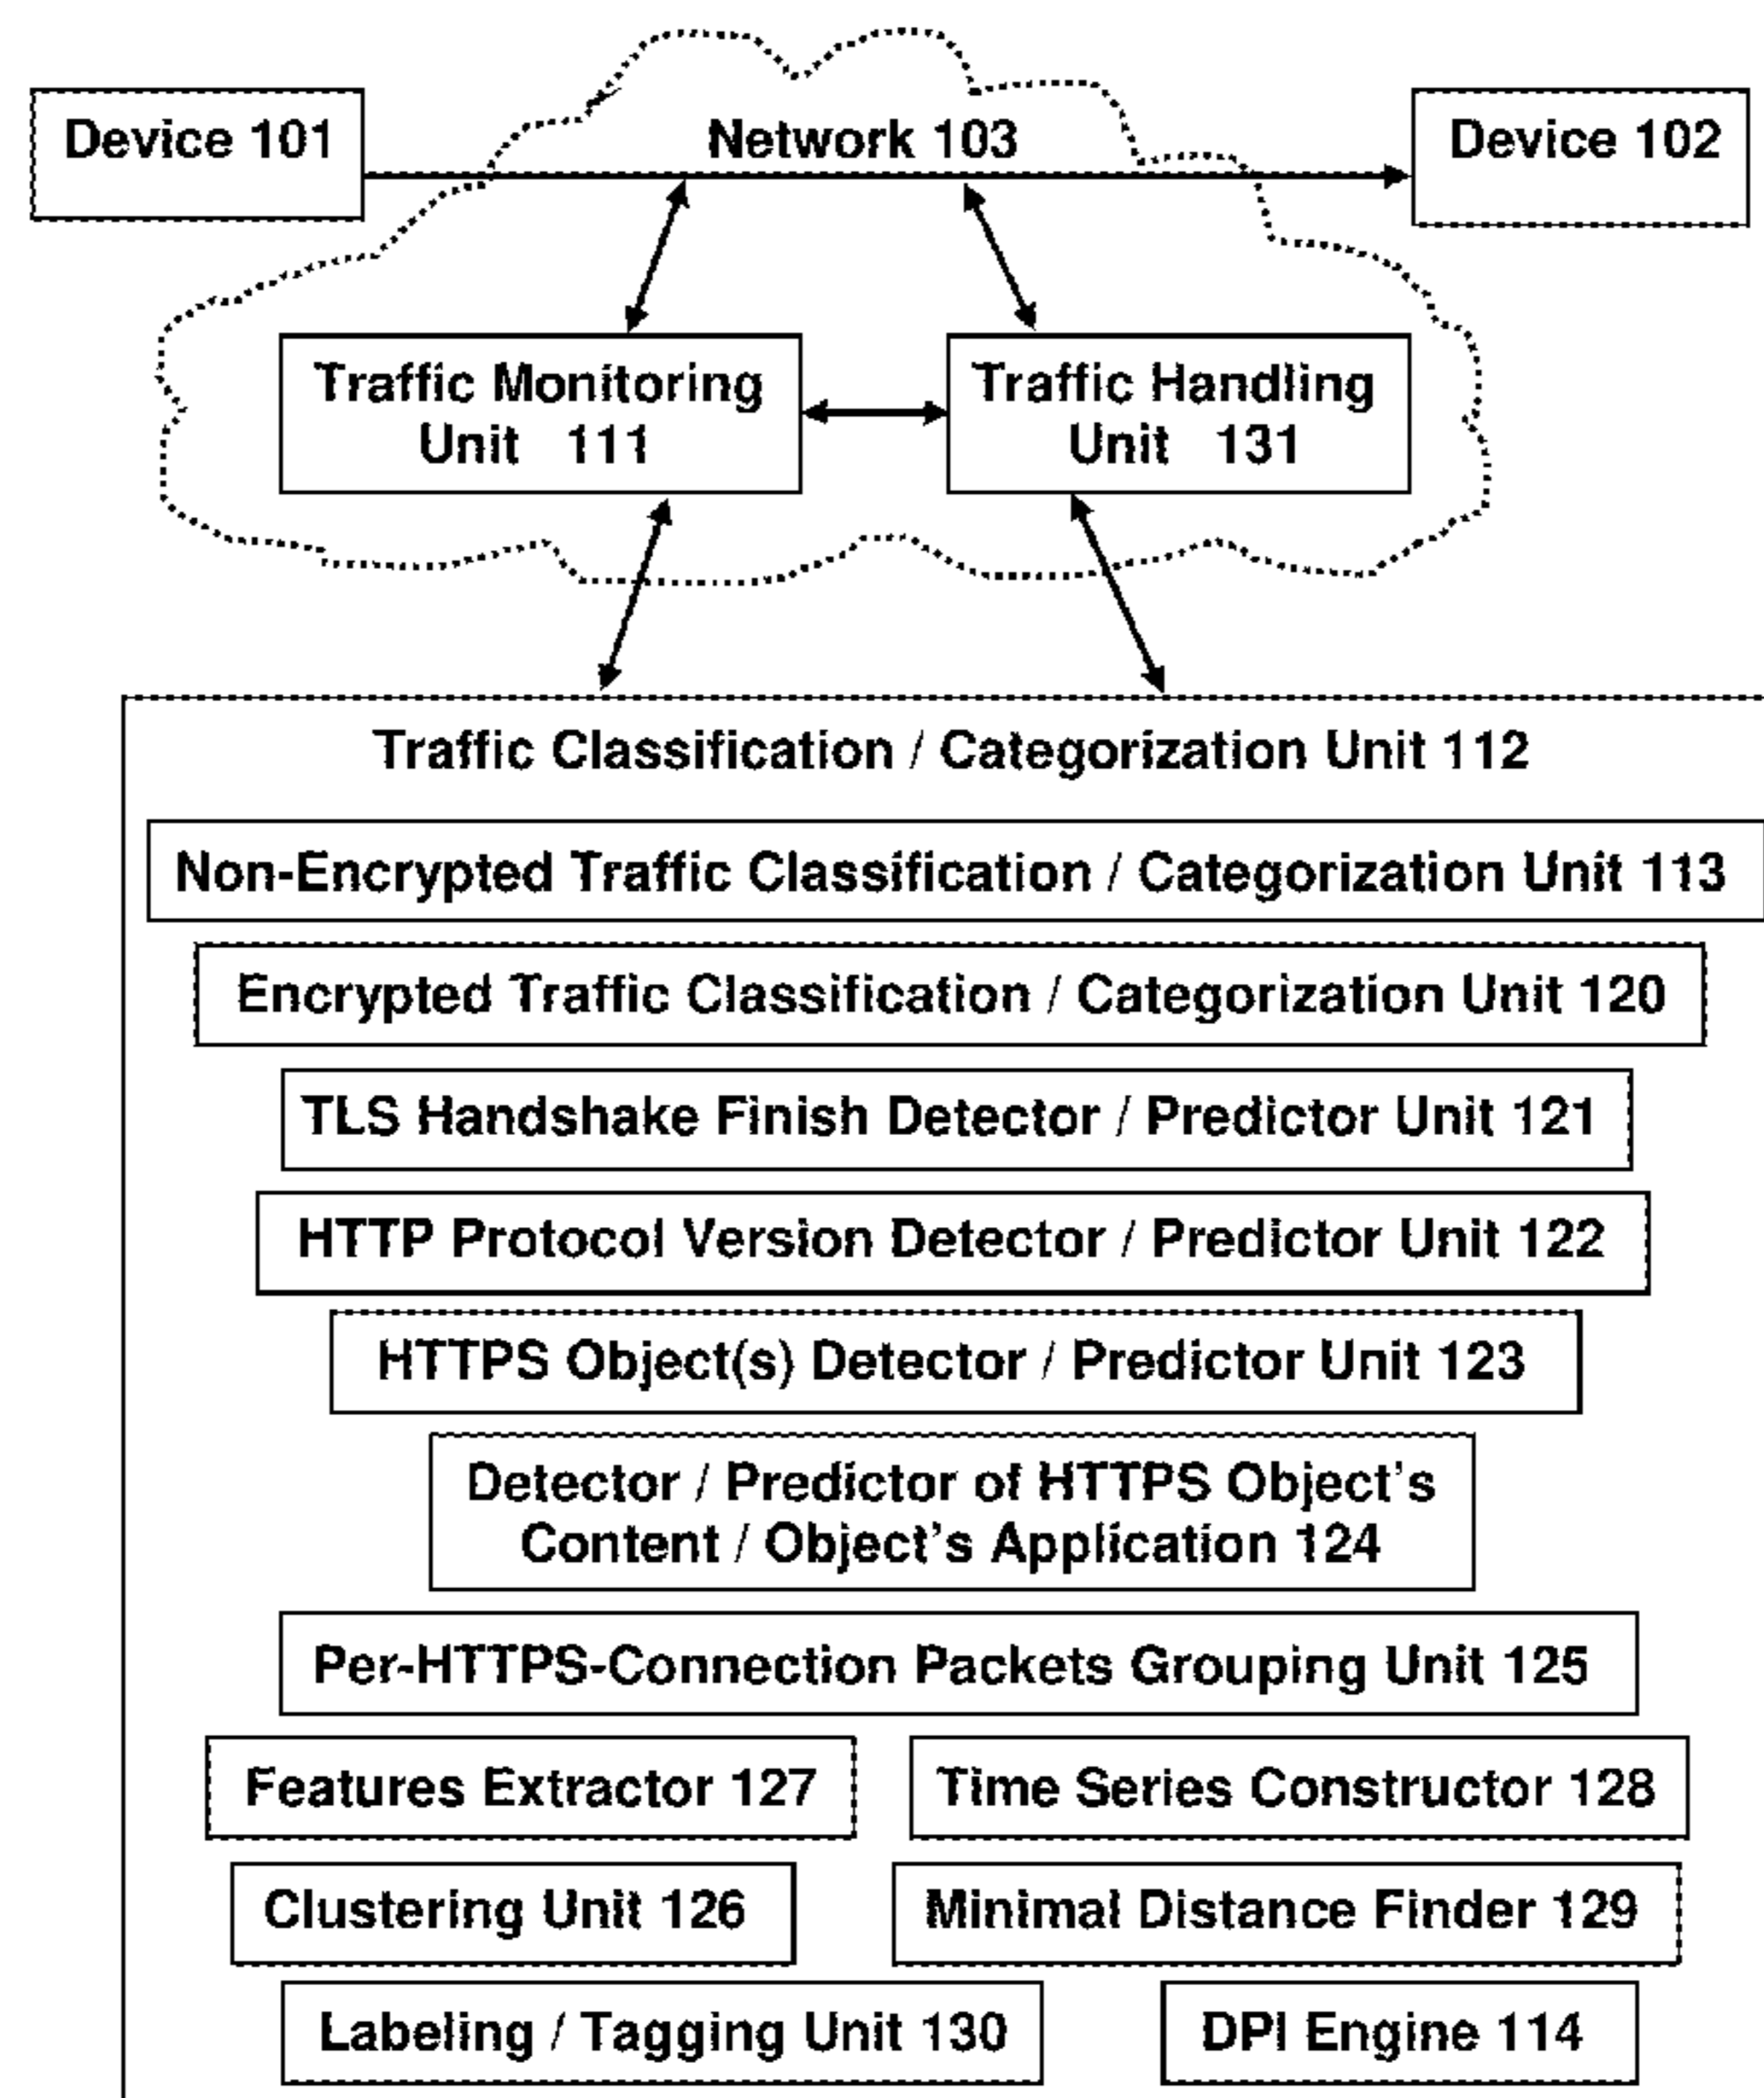 Device 101
Network 103
Device 102
Traffic Monitoring
Unit 111
Traffic Handling
Unit 131
Traffic Classification / Categorization Unit 112
Non-Encrypted Traffic Classification / Categorization Unit 113
Encrypted Traffic Classification / Categorization Unit 120
TLS Handshake Finish Detector / Predictor Unit 121
HTTP Protocol Version Detector / Predictor Unit 122
HTTPS Object(s) Detector / Predictor Unit 123
Detector / Predictor of HTTPS Object's
Content / Object's Application 124
Per-HTTPS-Connection Packets Grouping Unit 125
Features Extractor 127
Time Series Constructor 128
Clustering Unit 126
Minimal Distance Finder 129
Labeling / Tagging Unit 130
DPI Engine 114